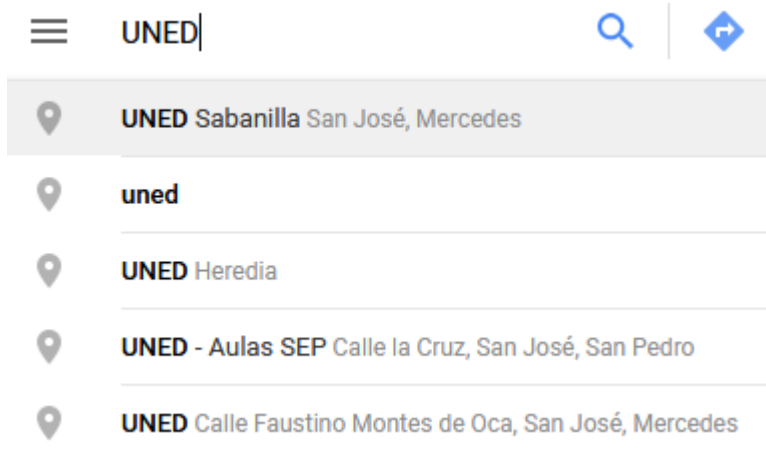 UNED
UNED Sabanilla San José, Mercedes
uned
UNED Heredia
UNED - Aulas SEP Calle la Cruz, San José, San Pedro
UNED Calle Faustino Montes de Oca, San José, Mercedes